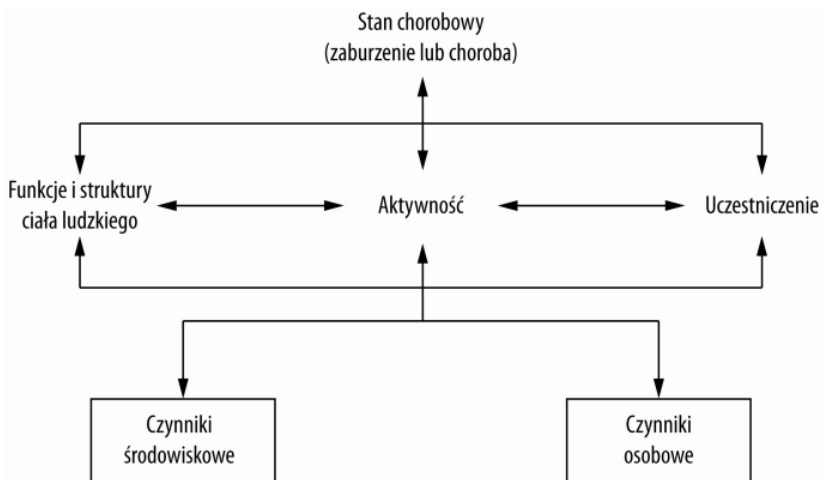 Stan chorobowy
(zaburzenie lub choroba)
Funkcje i struktury
ciała ludzkiego
Aktywność
Uczestniczenie
Czynniki
środowiskowe
Czynniki
osobowe